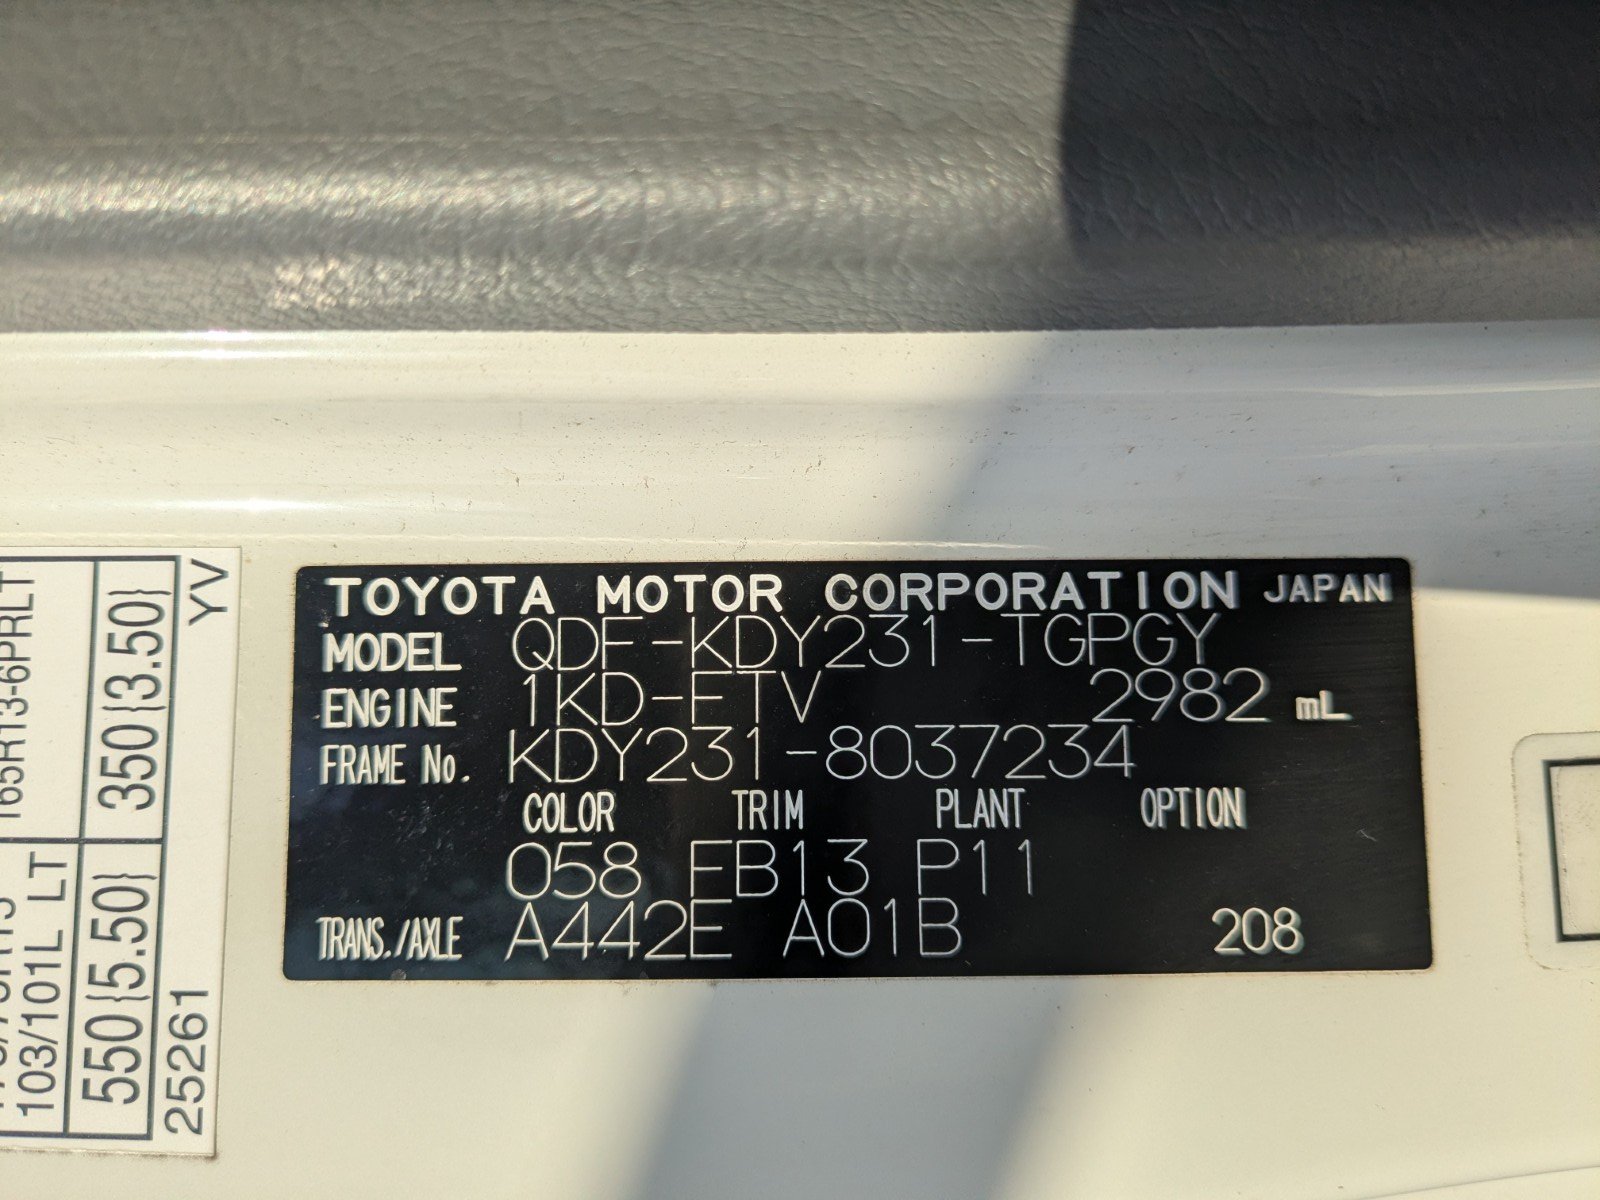 TOYOTA MOTOR CORPORATION JAPAN
MODEL QDF-KDY231-TGPGY
ENGINE 1KD-FTV 2982 mL
FRAME No. KDY231-8037234
COLOR TRIM PLANT OPTION
058 FB13 P11
TRANS./AXLE A442E A01B 208
165R13-6PRLT
350{3.50}
YV
103/101L LT
550{5.50}
25261